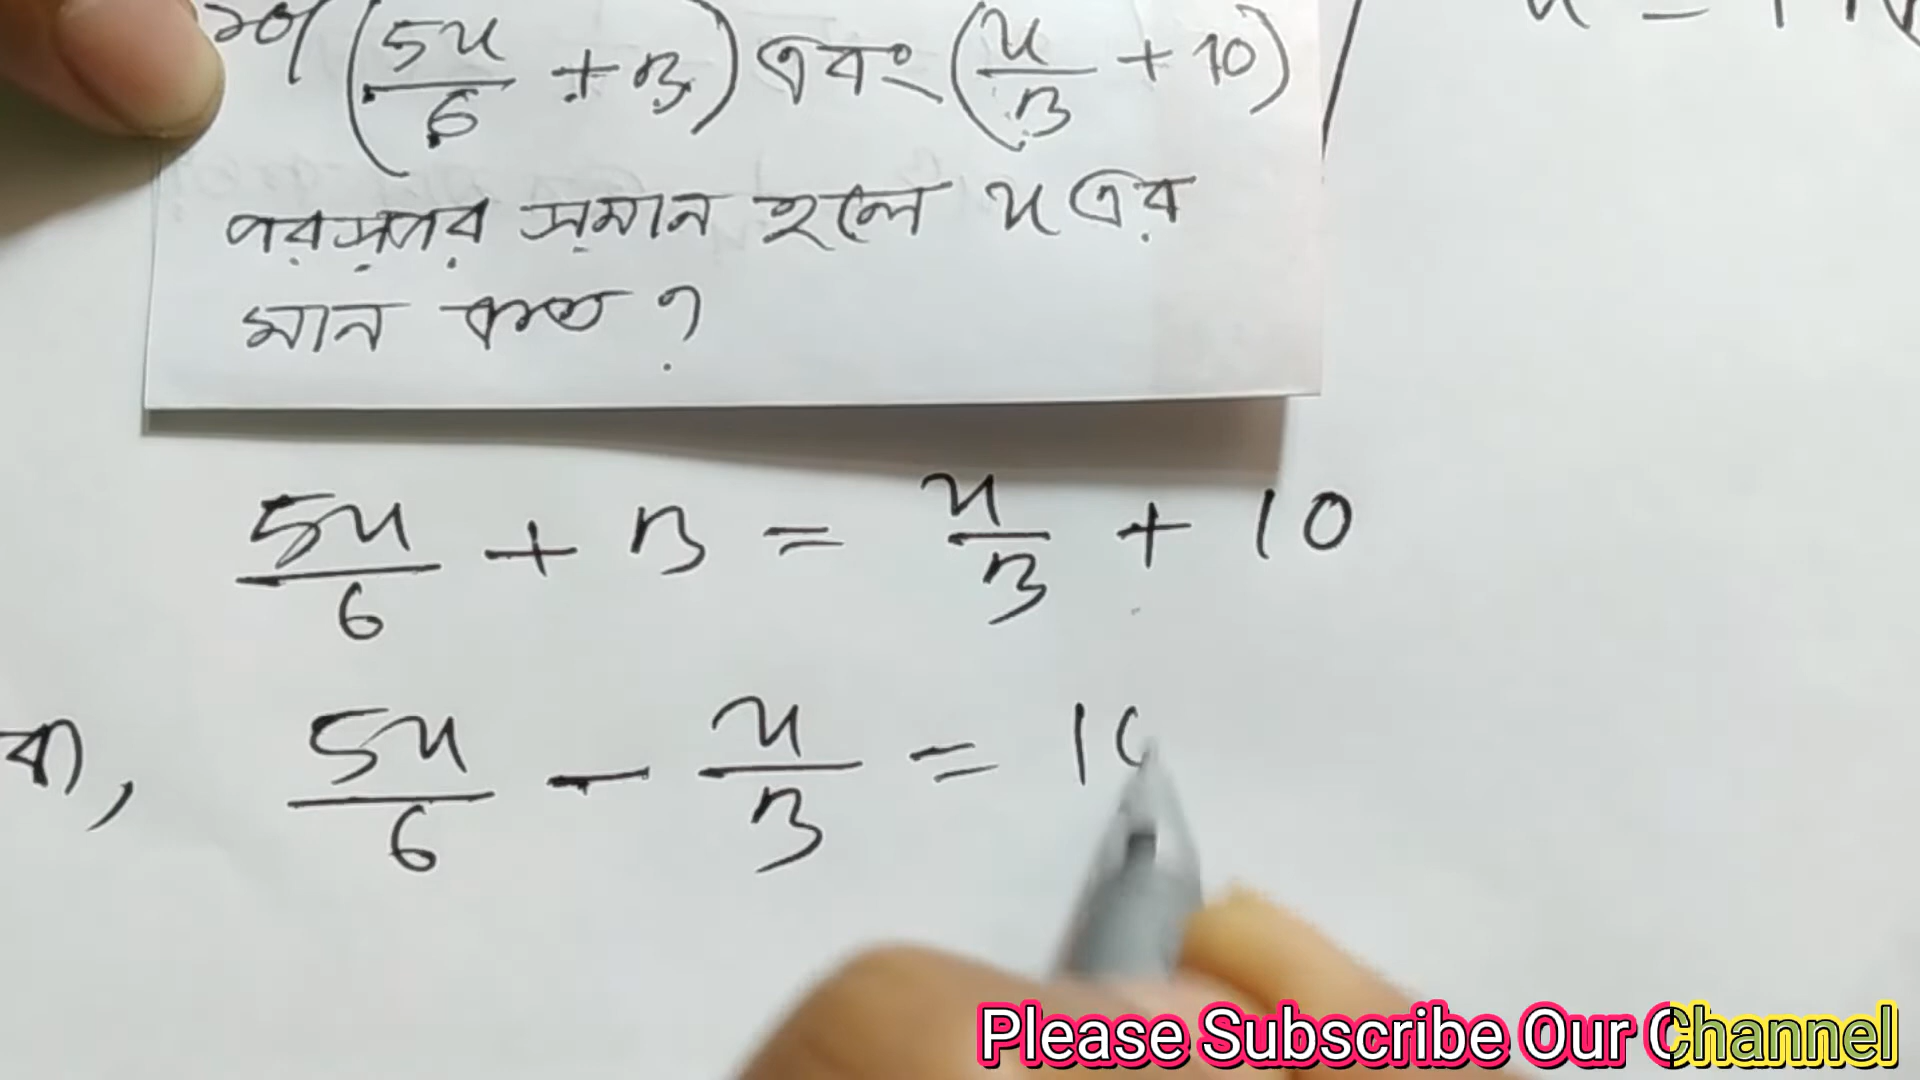 ১০। (5x/6 + 3) এবং (x/3 + 10)
পরস্পর সমান হলে x এর
মান কত?
5x/6 + 3 = x/3 + 10
বা, 5x/6 - x/3 = 10
Please Subscribe Our Channel